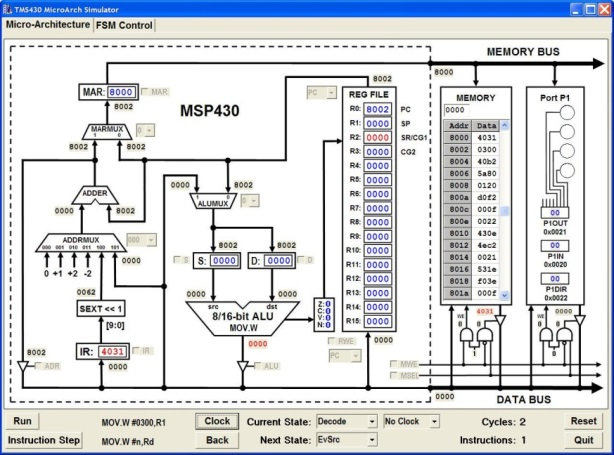 TMS430 MicroArch Simulator
Micro-Architecture FSM Control
MEMORY BUS
8000
8002
MAR: 8000 MAR
8002
MSP430
MARMUX
1 0
0
8002 8002
PC
REG FILE
R0: 8002 PC
R1: 0000 SP
R2: 0000 SR/CG1
R3: 0000 CG2
R4: 0000
R5: 0000
R6: 0000
R7: 0000
R8: 0000
R9: 0000
R10: 0000
R11: 0000
R12: 0000
R13: 0000
R14: 0000
R15: 0000
MEMORY
0000
Addr Data
8000 4031
8002 0300
8004 40b2
8006 5a80
8008 0120
800a d0f2
800c 000f
800e 0022
8010 430e
8012 4ec2
8014 0021
8016 531e
8018 f03e
801a 000f
Port P1
00
P1OUT
0x0021
00
P1IN
0x0020
00
P1DIR
0x0022
ADDER
0000 8002
0000 8002
1 0
ALUMUX
0
ADDRMUX
000 001 010 011 100 101
000
0 +1 +2 -2
0000
8002 8002
S S: 0000 D: 0000 D
0062
SEXT << 1
[9:0]
src dst
8/16-bit ALU
MOV.W
Z: 0
C: 0
V: 0
N: 0
IR: 4031 IR
0000
0000
RWE
PC
0000
8002
ADR
ALU
4031 0000
WE WE
0 0
1 0
MWE
MSEL
0000
DATA BUS
Run MOV.W #0300,R1 Clock Current State: Decode No Clock Cycles: 2 Reset
Instruction Step MOV.W #n,Rd Back Next State: EvSrc Instructions: 1 Quit